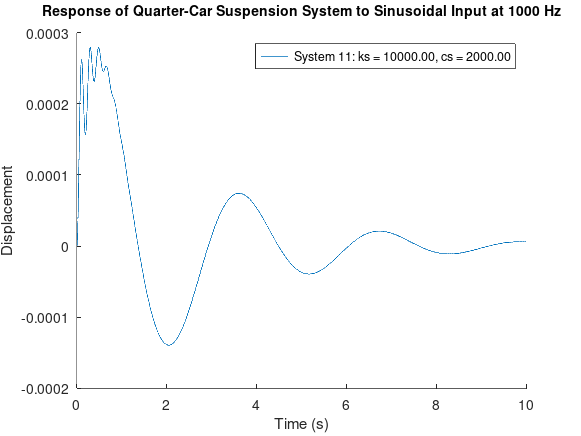 Response of Quarter-Car Suspension System to Sinusoidal Input at 1000 Hz
System 11: ks = 10000.00, cs = 2000.00
0.0003
0.0002
0.0001
0
-0.0001
-0.0002
Displacement
0 2 4 6 8 10
Time (s)